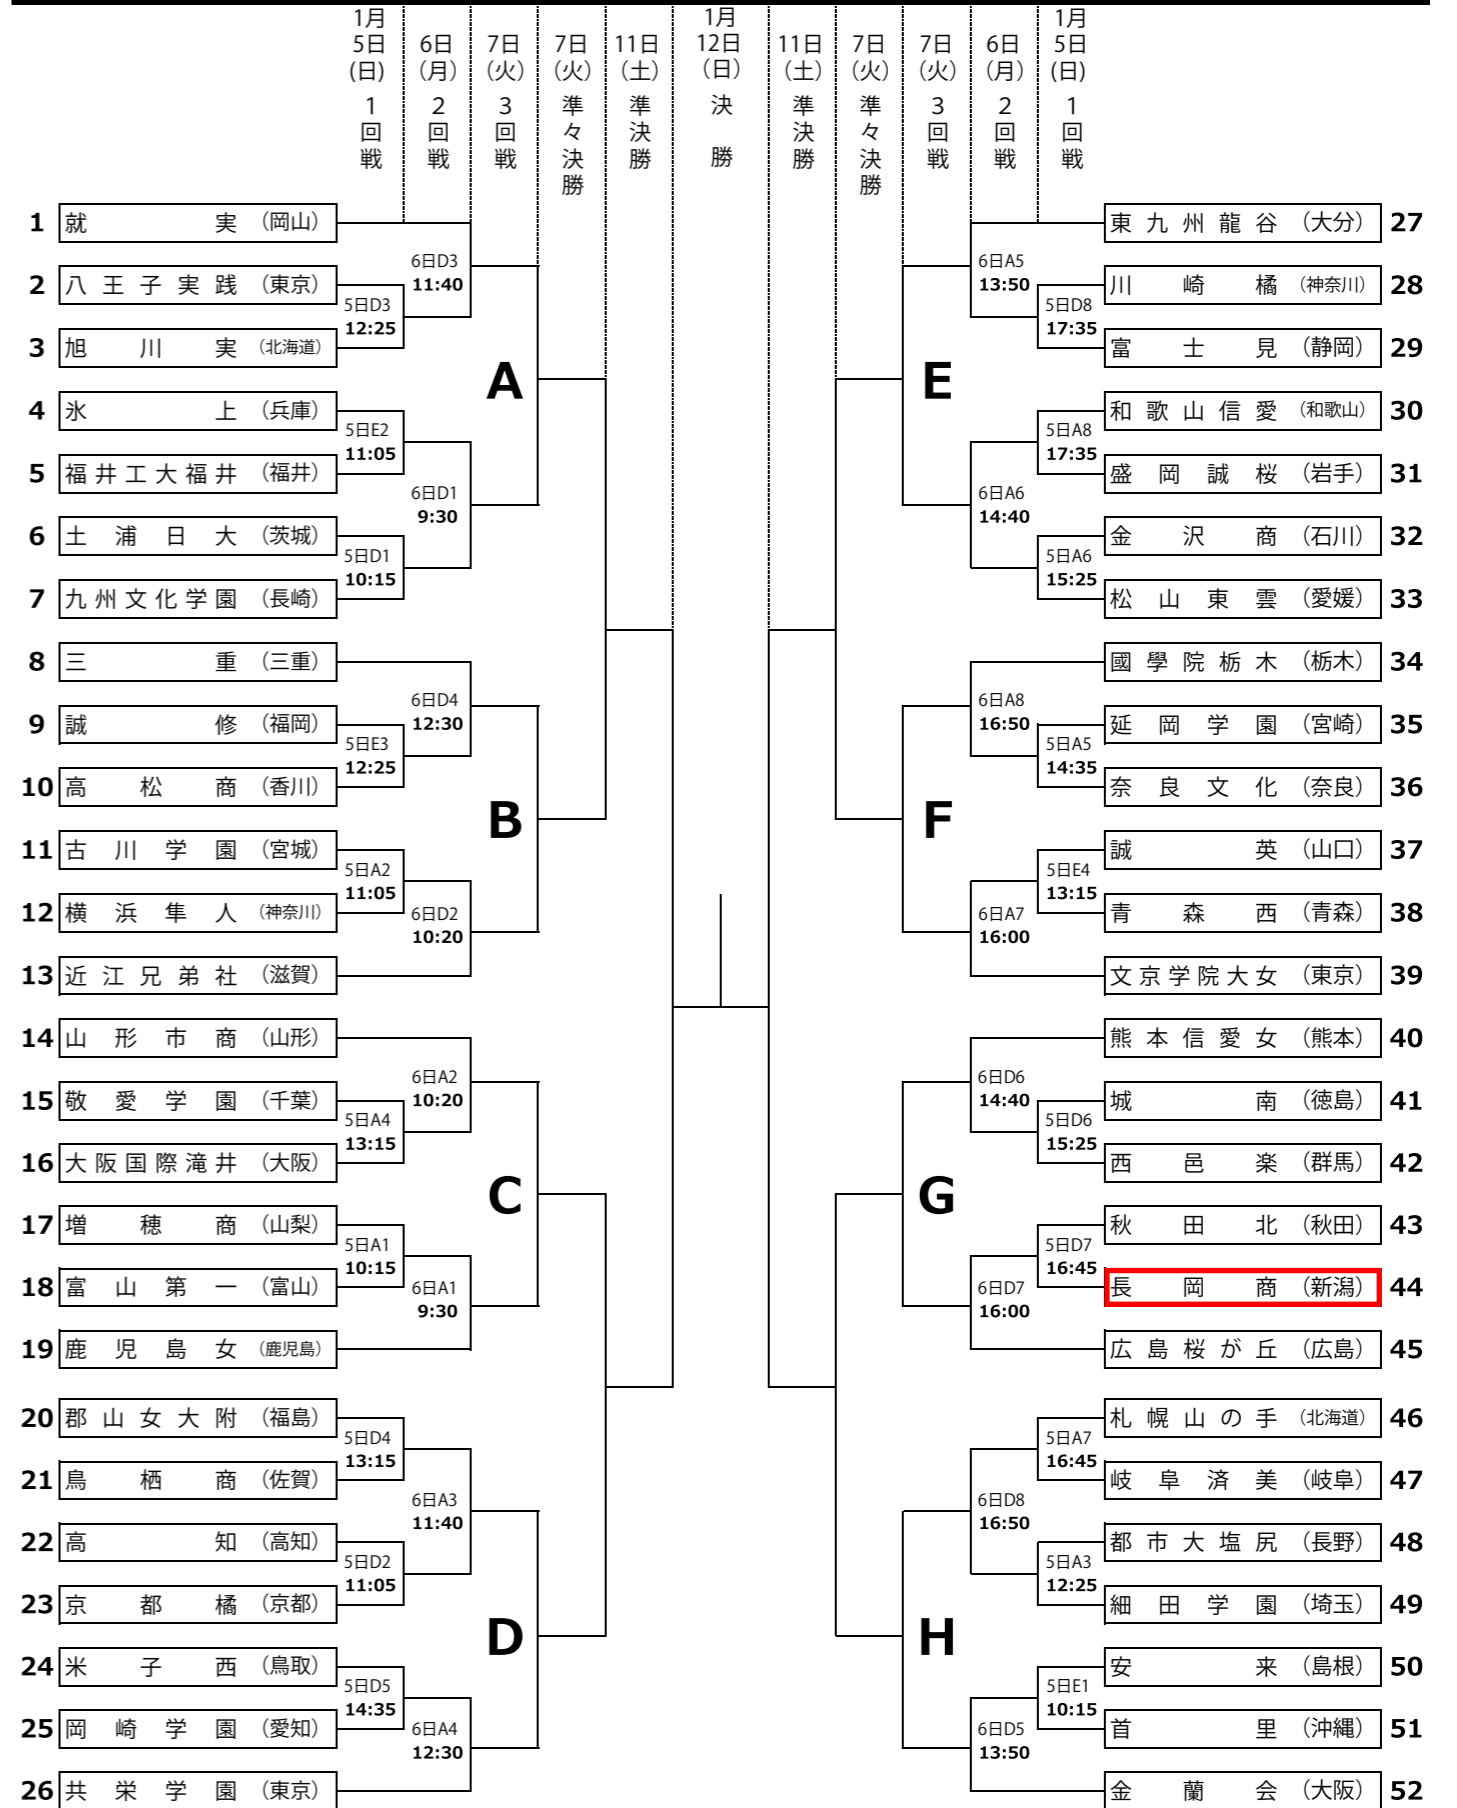 1月 5日 (日) 1回戦
6日 (月) 2回戦
7日 (火) 3回戦
7日 (火) 準々決勝
11日 (土) 準決勝
1月 12日 (日) 決勝
11日 (土) 準決勝
7日 (火) 準々決勝
7日 (火) 3回戦
6日 (月) 2回戦
1月 5日 (日) 1回戦
1 就実 (岡山)
2 八王子実践 (東京)
3 旭川実 (北海道)
4 氷上 (兵庫)
5 福井工大福井 (福井)
6 土浦日大 (茨城)
7 九州文化学園 (長崎)
8 三重 (三重)
9 誠修 (福岡)
10 高松商 (香川)
11 古川学園 (宮城)
12 横浜隼人 (神奈川)
13 近江兄弟社 (滋賀)
14 山形市商 (山形)
15 敬愛学園 (千葉)
16 大阪国際滝井 (大阪)
17 増穂商 (山梨)
18 富山第一 (富山)
19 鹿児島女 (鹿児島)
20 郡山女大附 (福島)
21 鳥栖商 (佐賀)
22 高知 (高知)
23 京都橘 (京都)
24 米子西 (鳥取)
25 岡崎学園 (愛知)
26 共栄学園 (東京)
5日D3
12:25
5日E2
11:05
5日D1
10:15
5日E3
12:25
5日A2
11:05
5日A4
13:15
5日A1
10:15
5日D4
13:15
5日D2
11:05
5日D5
14:35
6日D3
11:40
6日D1
9:30
6日D4
12:30
6日D2
10:20
6日A2
10:20
6日A1
9:30
6日A3
11:40
6日A4
12:30
A
B
C
D
E
F
G
H
6日A5
13:50
6日A6
14:40
6日A8
16:50
6日A7
16:00
6日D6
14:40
6日D7
16:00
6日D8
16:50
6日D5
13:50
5日D8
17:35
5日A8
17:35
5日A6
15:25
5日A5
14:35
5日E4
13:15
5日D6
15:25
5日D7
16:45
5日A7
16:45
5日A3
12:25
5日E1
10:15
東九州龍谷 (大分) 27
川崎橘 (神奈川) 28
富士見 (静岡) 29
和歌山信愛 (和歌山) 30
盛岡誠桜 (岩手) 31
金沢商 (石川) 32
松山東雲 (愛媛) 33
國學院栃木 (栃木) 34
延岡学園 (宮崎) 35
奈良文化 (奈良) 36
誠英 (山口) 37
青森西 (青森) 38
文京学院大女 (東京) 39
熊本信愛女 (熊本) 40
城南 (徳島) 41
西邑楽 (群馬) 42
秋田北 (秋田) 43
長岡商 (新潟) 44
広島桜が丘 (広島) 45
札幌山の手 (北海道) 46
岐阜済美 (岐阜) 47
都市大塩尻 (長野) 48
細田学園 (埼玉) 49
安来 (島根) 50
首里 (沖縄) 51
金蘭会 (大阪) 52